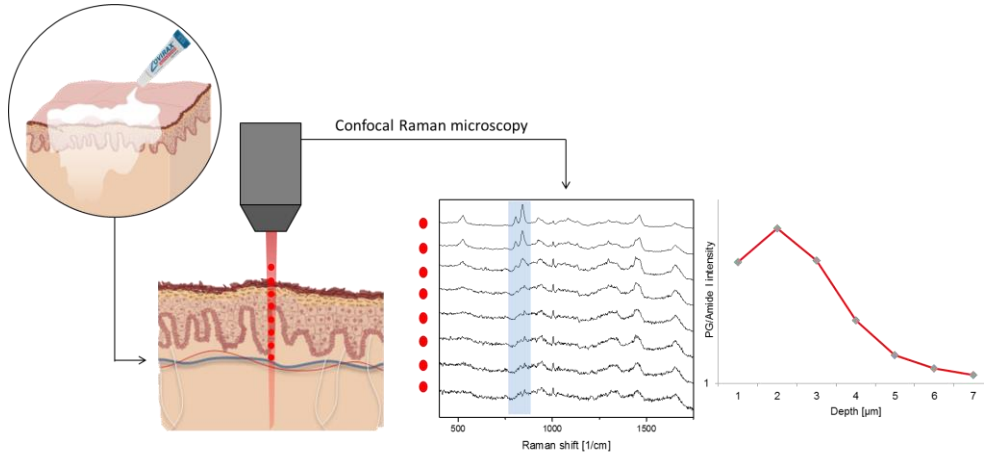 LUVIRAX
Confocal Raman microscopy
500
1000
1500
Raman shift [1/cm]
PG/Amide I intensity
1
1
2
3
4
5
6
7
Depth [µm]